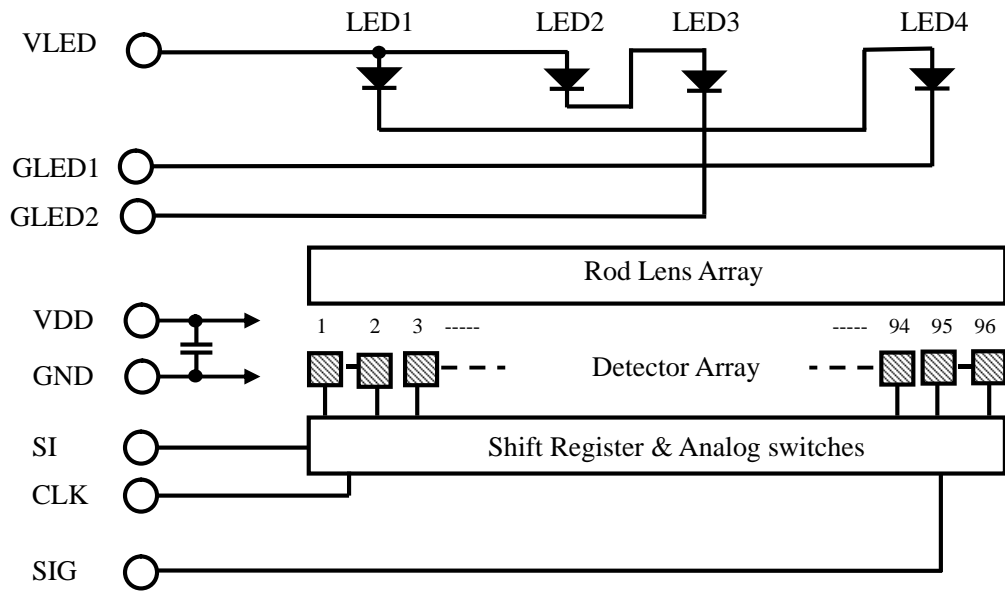 LED1 LED2 LED3 LED4
VLED
GLED1
GLED2
Rod Lens Array
VDD
1 2 3 ----- ----- 94 95 96
GND
Detector Array
SI
Shift Register & Analog switches
CLK
SIG